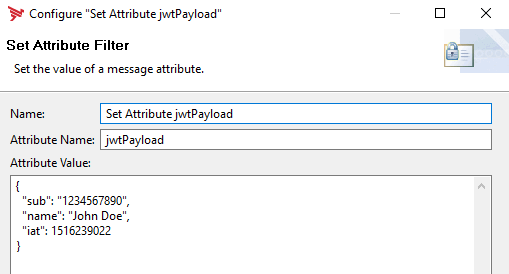 Configure "Set Attribute jwtPayload"
Set Attribute Filter
Set the value of a message attribute.
Name: Set Attribute jwtPayload
Attribute Name: jwtPayload
Attribute Value:
{
  "sub": "1234567890",
  "name": "John Doe",
  "iat": 1516239022
}